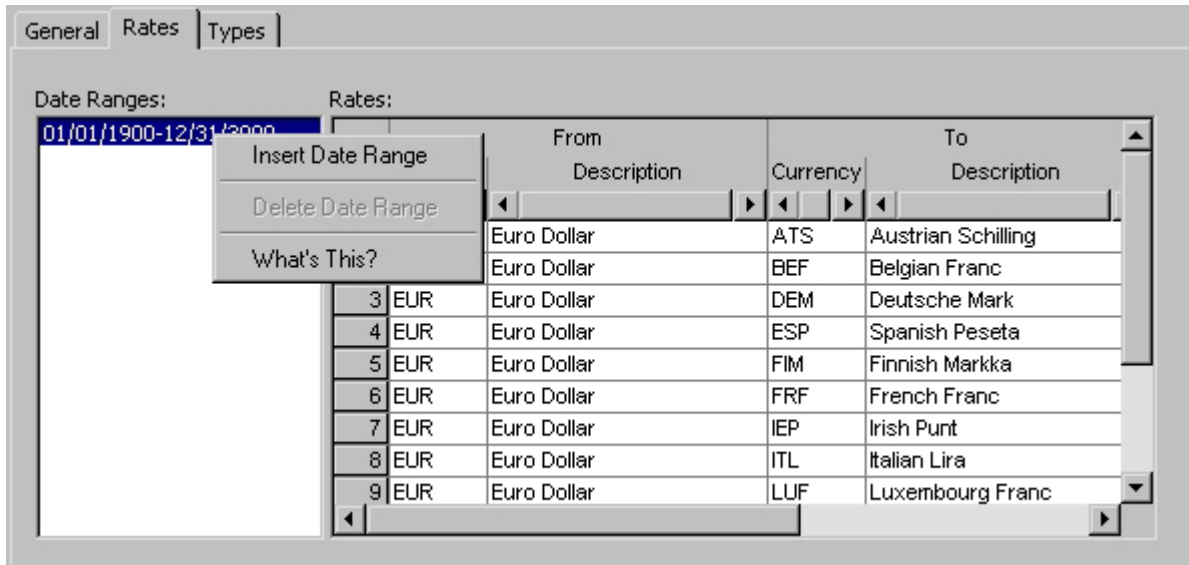 General Rates Types
Date Ranges: Rates:
01/01/1900-12/31/3000
From To
Description Currency Description
Insert Date Range
Delete Date Range
What's This?
Euro Dollar ATS Austrian Schilling
Euro Dollar BEF Belgian Franc
3 EUR Euro Dollar DEM Deutsche Mark
4 EUR Euro Dollar ESP Spanish Peseta
5 EUR Euro Dollar FIM Finnish Markka
6 EUR Euro Dollar FRF French Franc
7 EUR Euro Dollar IEP Irish Punt
8 EUR Euro Dollar ITL Italian Lira
9 EUR Euro Dollar LUF Luxembourg Franc